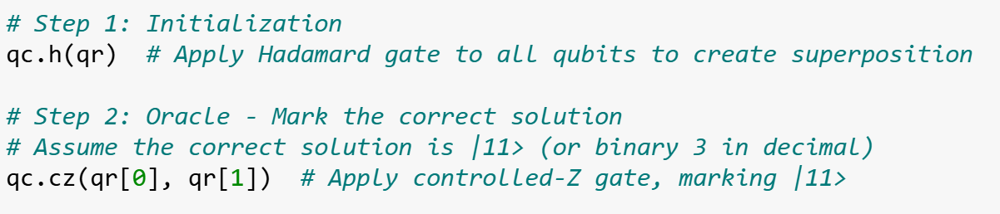 # Step 1: Initialization
qc.h(qr)  # Apply Hadamard gate to all qubits to create superposition
# Step 2: Oracle - Mark the correct solution
# Assume the correct solution is |11> (or binary 3 in decimal)
qc.cz(qr[0], qr[1])  # Apply controlled-Z gate, marking |11>